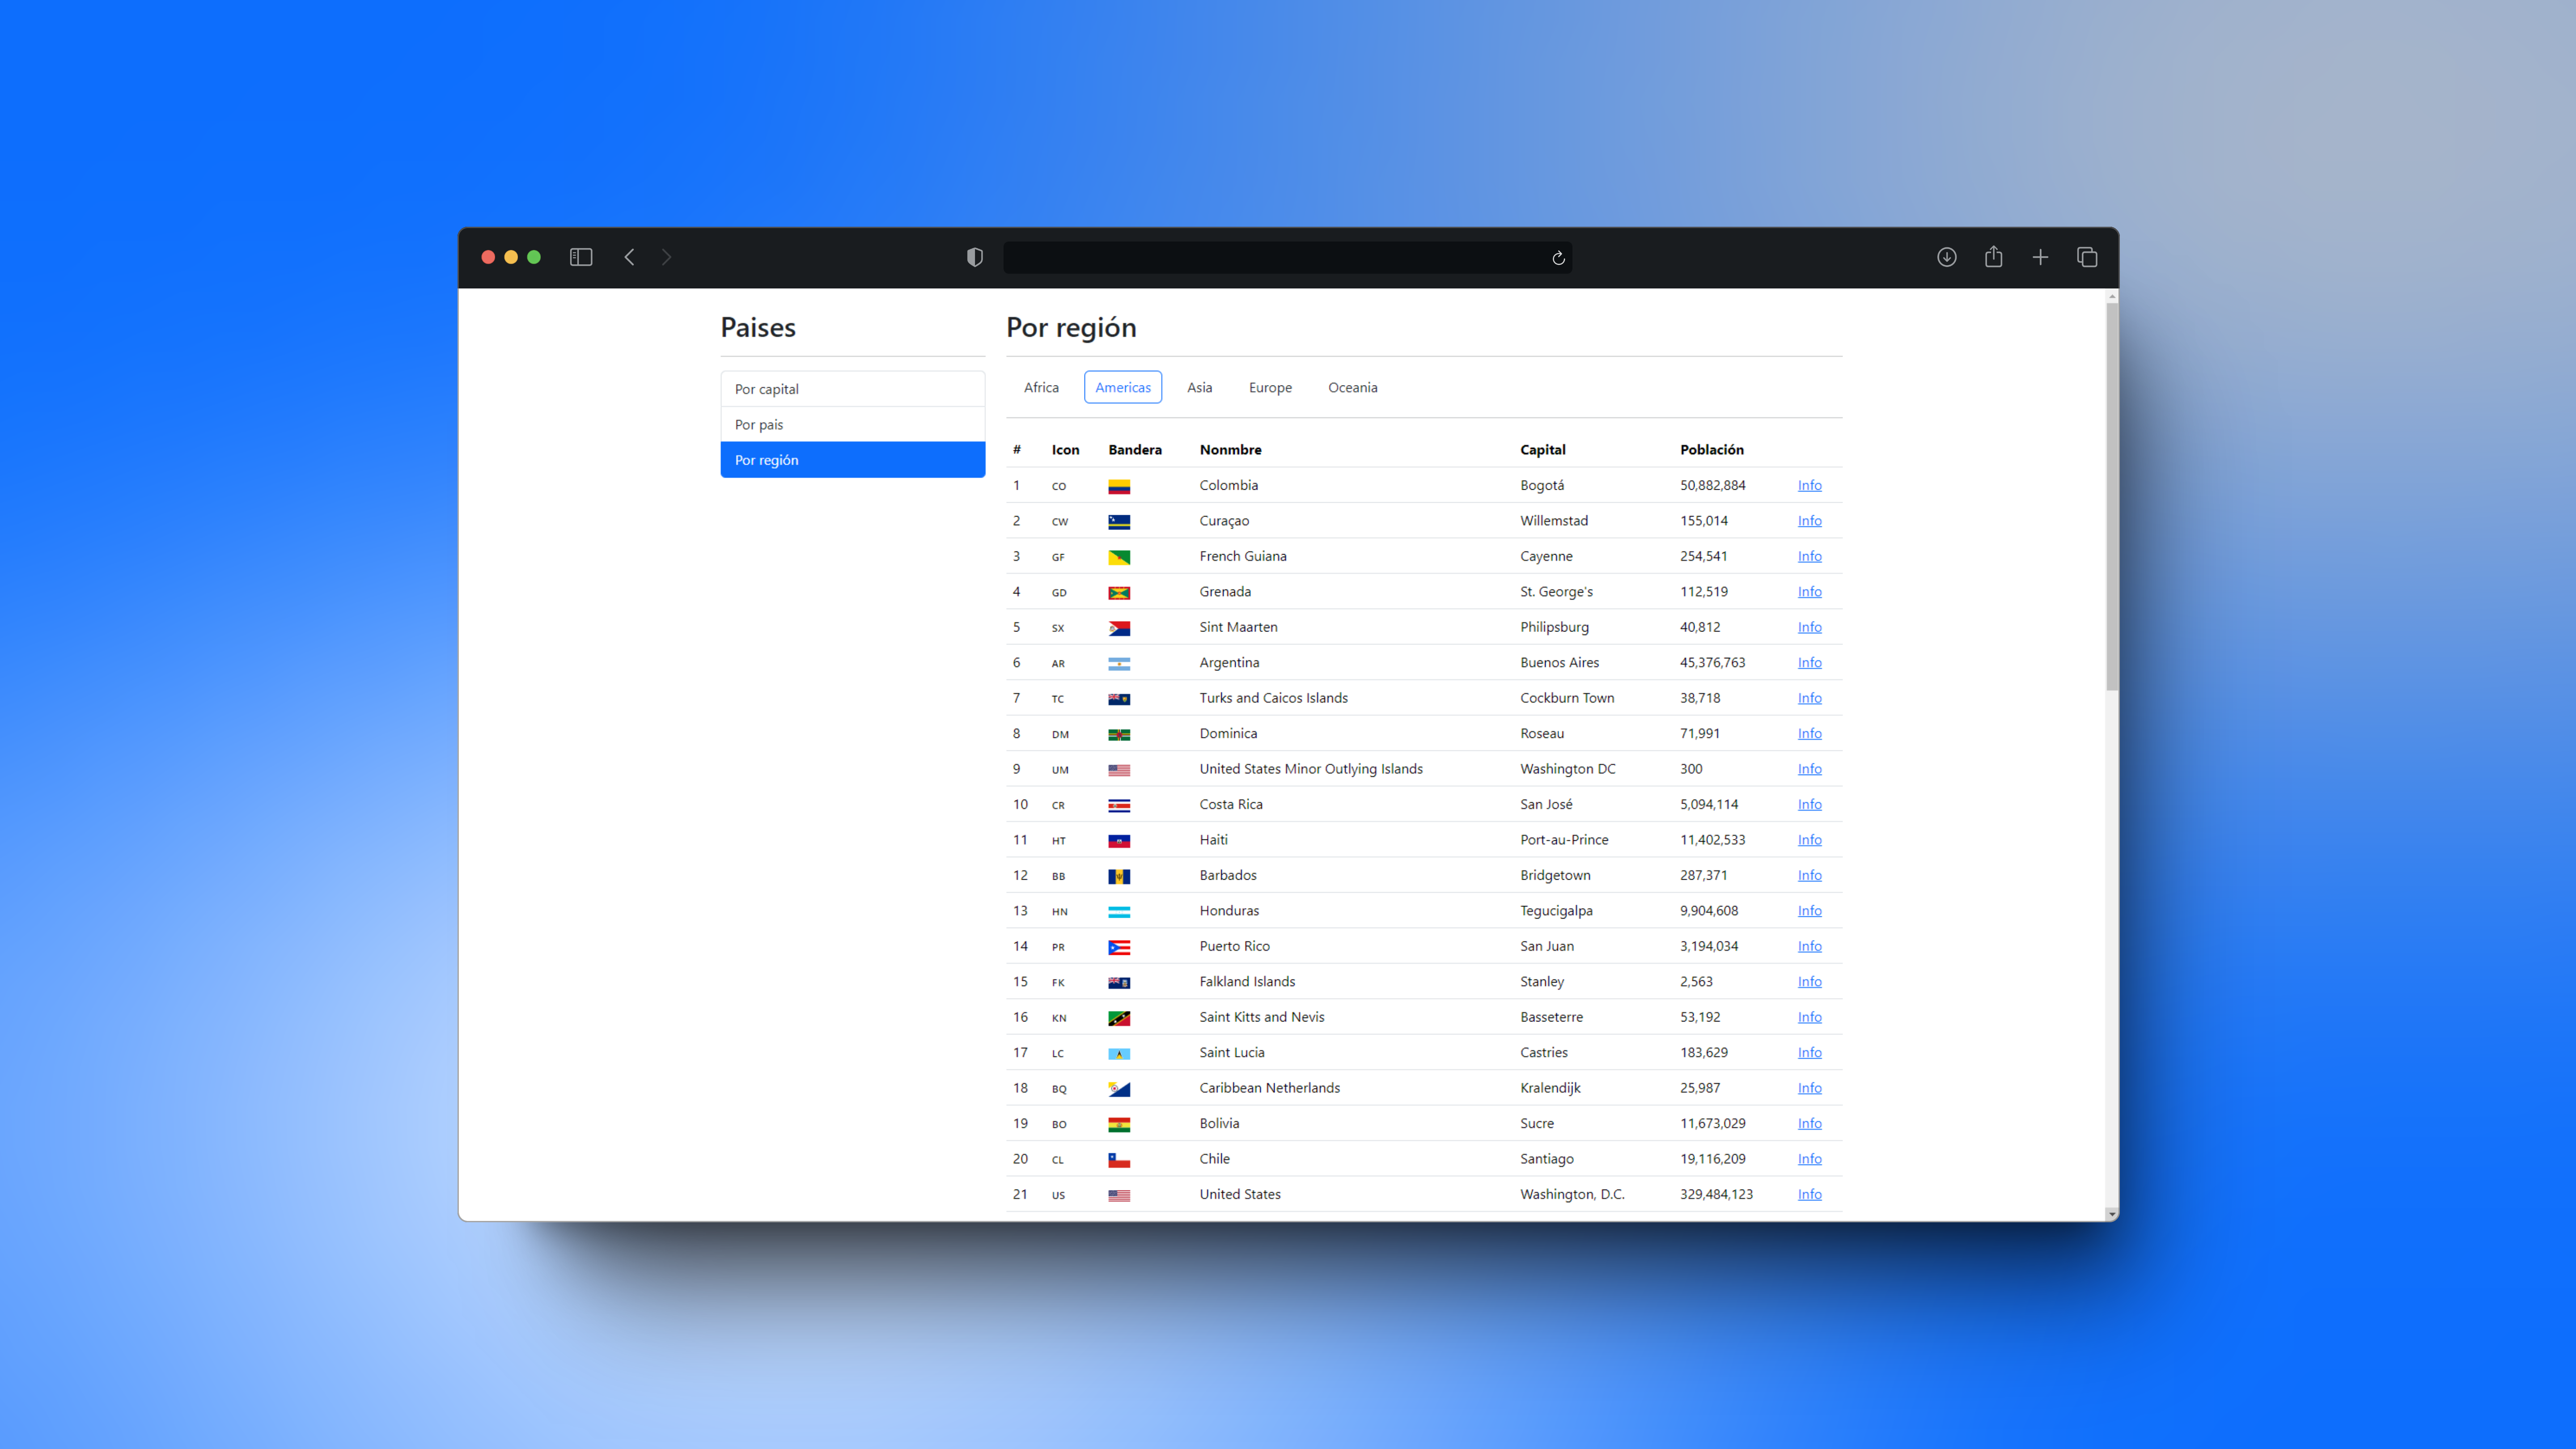 Paises
Por capital
Por pais
Por región
Por región
Africa Americas Asia Europe Oceania
# Icon Bandera Nonmbre Capital Población
1 CO Colombia Bogotá 50,882,884 Info
2 CW Curaçao Willemstad 155,014 Info
3 GF French Guiana Cayenne 254,541 Info
4 GD Grenada St. George's 112,519 Info
5 SX Sint Maarten Philipsburg 40,812 Info
6 AR Argentina Buenos Aires 45,376,763 Info
7 TC Turks and Caicos Islands Cockburn Town 38,718 Info
8 DM Dominica Roseau 71,991 Info
9 UM United States Minor Outlying Islands Washington DC 300 Info
10 CR Costa Rica San José 5,094,114 Info
11 HT Haiti Port-au-Prince 11,402,533 Info
12 BB Barbados Bridgetown 287,371 Info
13 HN Honduras Tegucigalpa 9,904,608 Info
14 PR Puerto Rico San Juan 3,194,034 Info
15 FK Falkland Islands Stanley 2,563 Info
16 KN Saint Kitts and Nevis Basseterre 53,192 Info
17 LC Saint Lucia Castries 183,629 Info
18 BQ Caribbean Netherlands Kralendijk 25,987 Info
19 BO Bolivia Sucre 11,673,029 Info
20 CL Chile Santiago 19,116,209 Info
21 US United States Washington, D.C. 329,484,123 Info